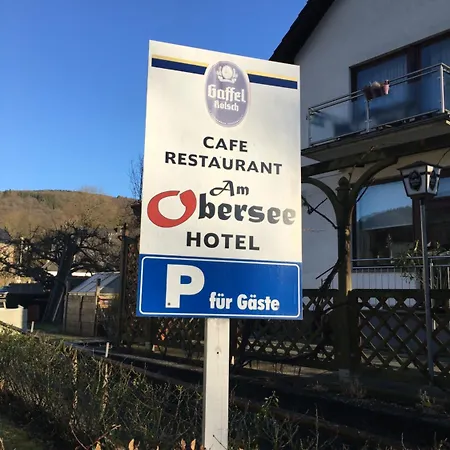 Gaffel
Kölsch
CAFE
RESTAURANT
Am
Obersee
HOTEL
P für Gäste